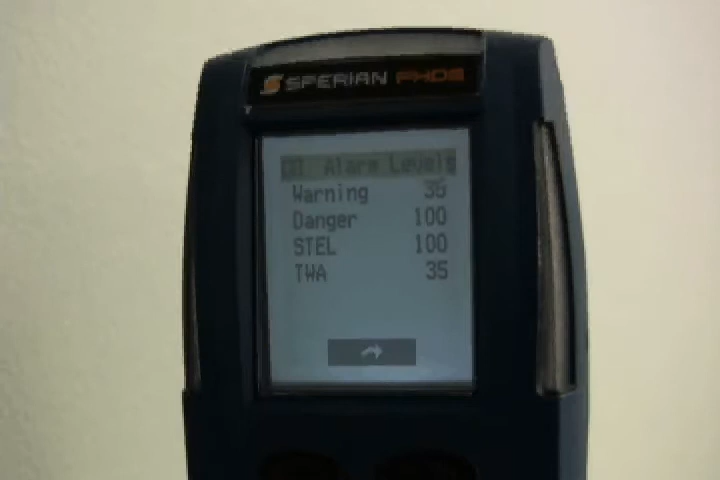 SPERIAN PHD6
CO Alarm Levels
Warning 35
Danger 100
STEL 100
TWA 35